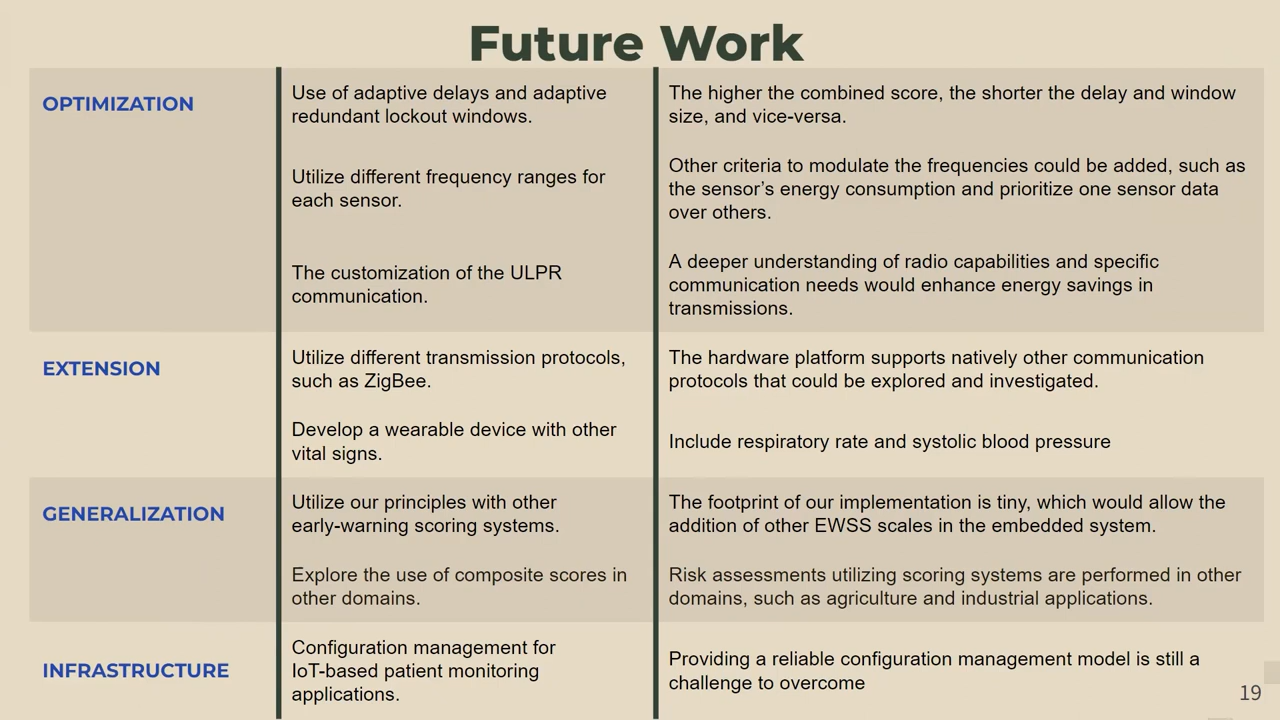 Future Work
OPTIMIZATION
Use of adaptive delays and adaptive
redundant lockout windows.
The higher the combined score, the shorter the delay and window
size, and vice-versa.
Utilize different frequency ranges for
each sensor.
Other criteria to modulate the frequencies could be added, such as
the sensor's energy consumption and prioritize one sensor data
over others.
The customization of the ULPR
communication.
A deeper understanding of radio capabilities and specific
communication needs would enhance energy savings in
transmissions.
EXTENSION
Utilize different transmission protocols,
such as ZigBee.
The hardware platform supports natively other communication
protocols that could be explored and investigated.
Develop a wearable device with other
vital signs.
Include respiratory rate and systolic blood pressure
GENERALIZATION
Utilize our principles with other
early-warning scoring systems.
The footprint of our implementation is tiny, which would allow the
addition of other EWSS scales in the embedded system.
Explore the use of composite scores in
other domains.
Risk assessments utilizing scoring systems are performed in other
domains, such as agriculture and industrial applications.
INFRASTRUCTURE
Configuration management for
IoT-based patient monitoring
applications.
Providing a reliable configuration management model is still a
challenge to overcome
19